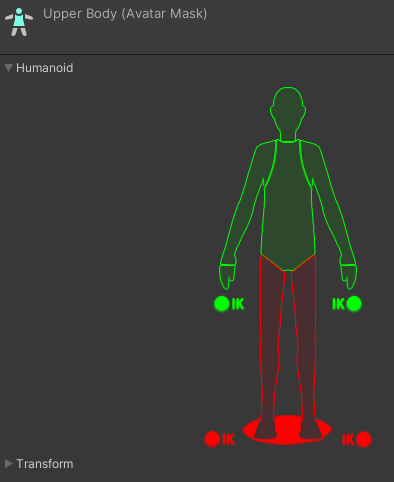 Upper Body (Avatar Mask)
Humanoid
IK IK
IK IK
Transform